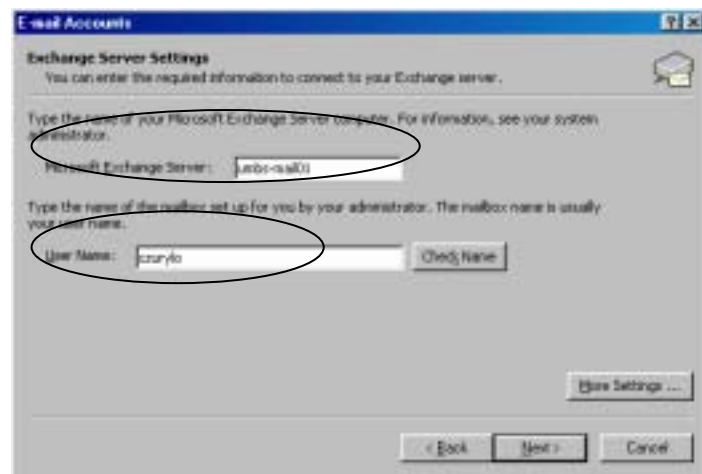 E-mail Accounts
Exchange Server Settings
You can enter the required information to connect to your Exchange server.
Type the name of your Microsoft Exchange Server computer. For information, see your system
administrator.
Microsoft Exchange Server:
Type the name of the mailbox set up for you by your administrator. The mailbox name is usually
your user name.
User Name:
Check Name
More Settings ...
< Back
Next >
Cancel